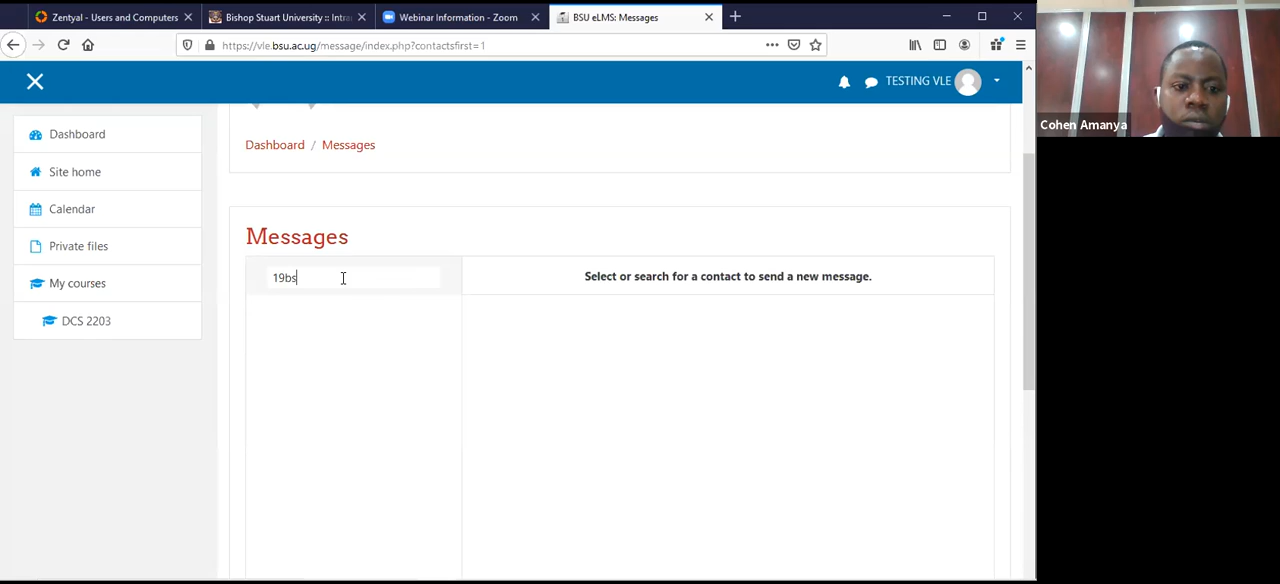 Zentyal - Users and Computers
Bishop Stuart University :: Intra
Webinar Information - Zoom
BSU eLMS: Messages
https://vle.bsu.ac.ug/message/index.php?contactsfirst=1
TESTING VLE
Cohen Amanya
Dashboard
Site home
Calendar
Private files
My courses
DCS 2203
Dashboard / Messages
Messages
19bs
Select or search for a contact to send a new message.